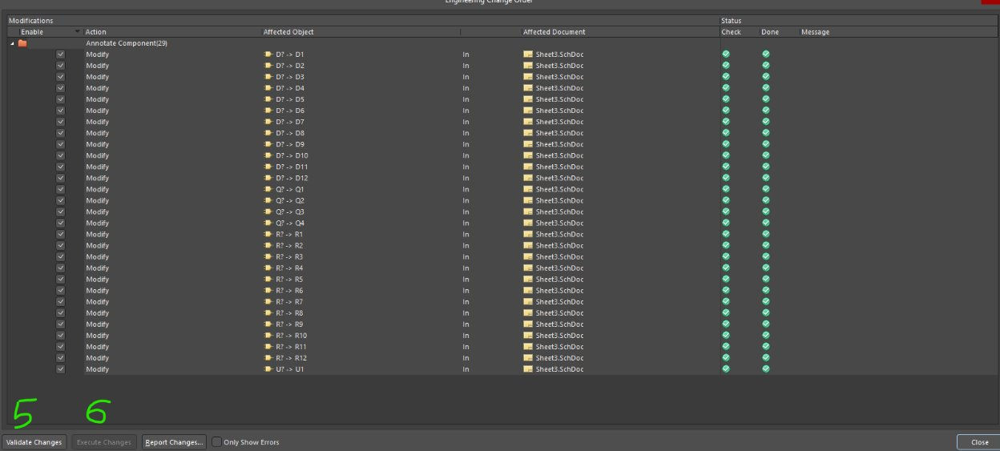 Engineering Change Order
Modifications Status
Enable Action Affected Object Affected Document Check Done Message
Annotate Component(29)
Modify D? -> D1 In Sheet3.SchDoc
Modify D? -> D2 In Sheet3.SchDoc
Modify D? -> D3 In Sheet3.SchDoc
Modify D? -> D4 In Sheet3.SchDoc
Modify D? -> D5 In Sheet3.SchDoc
Modify D? -> D6 In Sheet3.SchDoc
Modify D? -> D7 In Sheet3.SchDoc
Modify D? -> D8 In Sheet3.SchDoc
Modify D? -> D9 In Sheet3.SchDoc
Modify D? -> D10 In Sheet3.SchDoc
Modify D? -> D11 In Sheet3.SchDoc
Modify D? -> D12 In Sheet3.SchDoc
Modify Q? -> Q1 In Sheet3.SchDoc
Modify Q? -> Q2 In Sheet3.SchDoc
Modify Q? -> Q3 In Sheet3.SchDoc
Modify Q? -> Q4 In Sheet3.SchDoc
Modify R? -> R1 In Sheet3.SchDoc
Modify R? -> R2 In Sheet3.SchDoc
Modify R? -> R3 In Sheet3.SchDoc
Modify R? -> R4 In Sheet3.SchDoc
Modify R? -> R5 In Sheet3.SchDoc
Modify R? -> R6 In Sheet3.SchDoc
Modify R? -> R7 In Sheet3.SchDoc
Modify R? -> R8 In Sheet3.SchDoc
Modify R? -> R9 In Sheet3.SchDoc
Modify R? -> R10 In Sheet3.SchDoc
Modify R? -> R11 In Sheet3.SchDoc
Modify R? -> R12 In Sheet3.SchDoc
Modify U? -> U1 In Sheet3.SchDoc
5 6
Validate Changes Execute Changes Report Changes... Only Show Errors Close